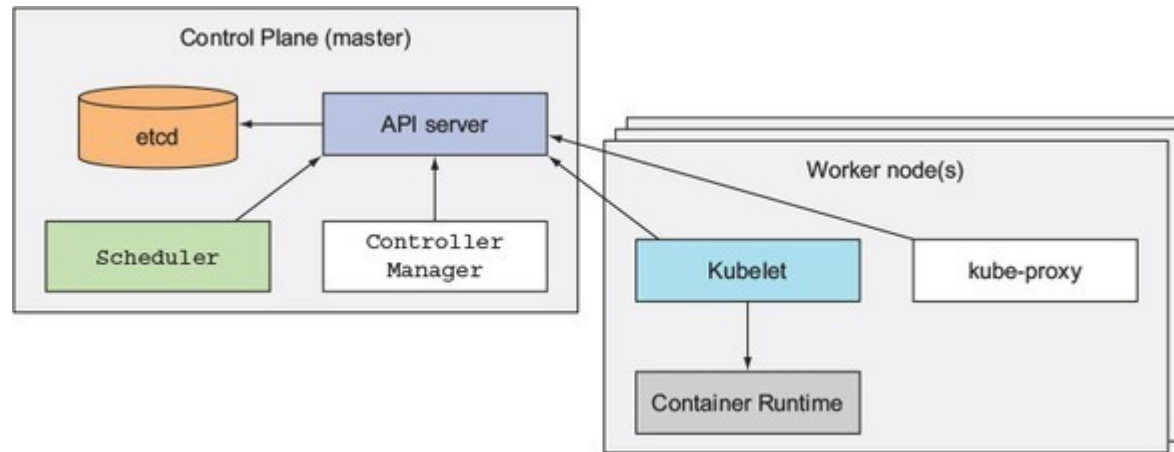 Control Plane (master)
etcd
API server
Scheduler
Controller
Manager
Worker node(s)
Kubelet
kube-proxy
Container Runtime